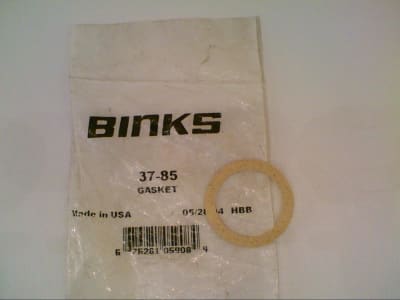 BINKS
37-85
GASKET
Made in USA HBB